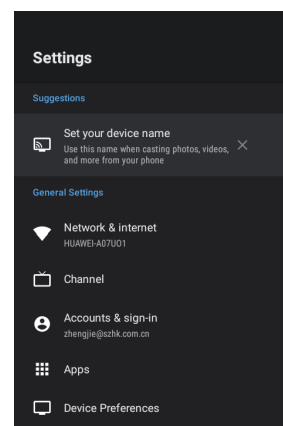 Settings
Suggestions
Set your device name
Use this name when casting photos, videos,
and more from your phone
General Settings
Network & internet
HUAWEI-A07UO1
Channel
Accounts & sign-in
zhengjie@szhk.com.cn
Apps
Device Preferences